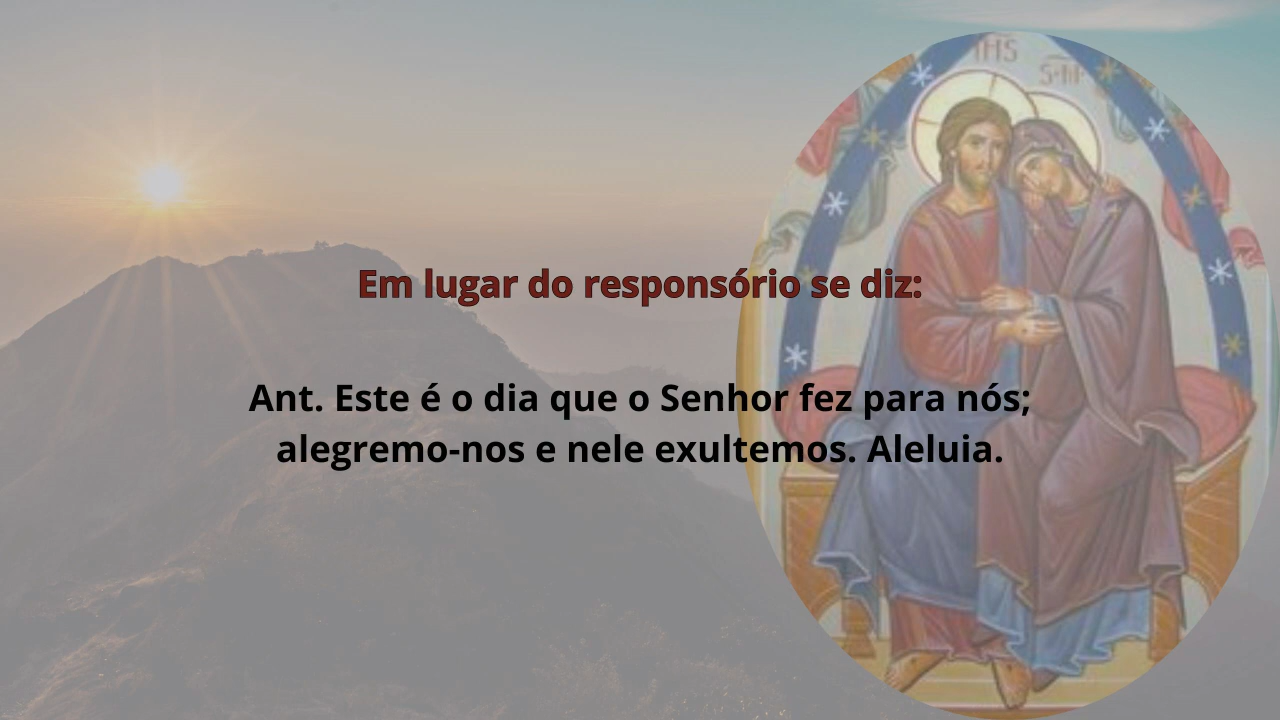 IHS
Em lugar do responsório se diz:
Ant. Este é o dia que o Senhor fez para nós;
alegremo-nos e nele exultemos. Aleluia.